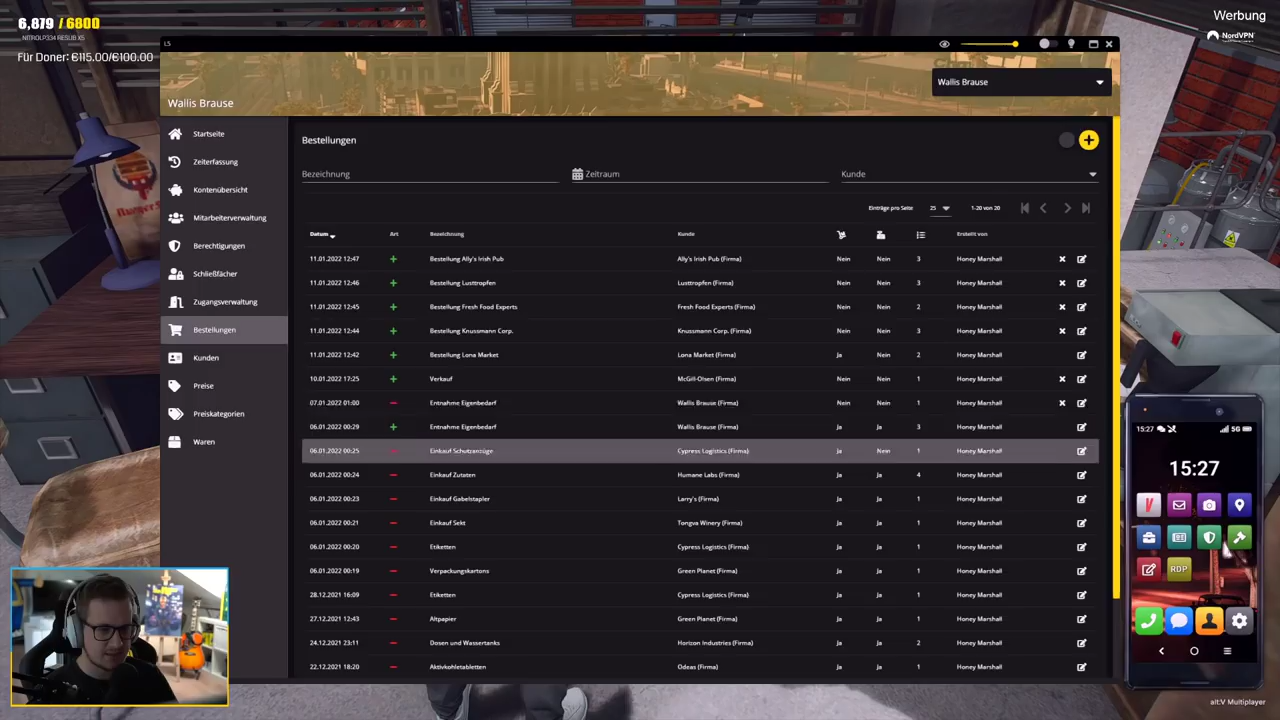 6,879 / 6800
NITROLP334 RESUB X5
Für Doner: €115.00/€100.00
Werbung
NordVPN
LS
Wallis Brause
Wallis Brause
Startseite
Zeiterfassung
Kontenübersicht
Mitarbeiterverwaltung
Berechtigungen
Schließfächer
Zugangsverwaltung
Bestellungen
Kunden
Preise
Preiskategorien
Waren
Bestellungen
Bezeichnung Zeitraum Kunde
Einträge pro Seite 25 1-20 von 20
Datum Art Bezeichnung Kunde Erstellt von
11.01.2022 12:47 + Bestellung Ally's Irish Pub Ally's Irish Pub (Firma) Nein Nein 3 Honey Marshall
11.01.2022 12:46 + Bestellung Lusttropfen Lusttropfen (Firma) Nein Nein 3 Honey Marshall
11.01.2022 12:45 + Bestellung Fresh Food Experts Fresh Food Experts (Firma) Nein Nein 2 Honey Marshall
11.01.2022 12:44 + Bestellung Knussmann Corp. Knussmann Corp. (Firma) Nein Nein 3 Honey Marshall
11.01.2022 12:42 + Bestellung Lona Market Lona Market (Firma) Ja Nein 2 Honey Marshall
10.01.2022 17:25 + Verkauf McGill-Olsen (Firma) Nein Nein 1 Honey Marshall
07.01.2022 01:00 − Entnahme Eigenbedarf Wallis Brause (Firma) Nein Nein 1 Honey Marshall
06.01.2022 00:29 + Entnahme Eigenbedarf Wallis Brause (Firma) Ja Ja 3 Honey Marshall
06.01.2022 00:25 − Einkauf Schutzanzüge Cypress Logistics (Firma) Ja Nein 1 Honey Marshall
06.01.2022 00:24 − Einkauf Zutaten Humane Labs (Firma) Ja Ja 4 Honey Marshall
06.01.2022 00:23 − Einkauf Gabelstapler Larry's (Firma) Ja Ja 1 Honey Marshall
06.01.2022 00:21 − Einkauf Sekt Tongva Winery (Firma) Ja Ja 1 Honey Marshall
06.01.2022 00:20 − Etiketten Cypress Logistics (Firma) Ja Ja 1 Honey Marshall
06.01.2022 00:19 − Verpackungskartons Green Planet (Firma) Ja Ja 1 Honey Marshall
28.12.2021 16:09 − Etiketten Cypress Logistics (Firma) Ja Ja 1 Honey Marshall
27.12.2021 12:43 − Altpapier Green Planet (Firma) Ja Ja 1 Honey Marshall
24.12.2021 23:11 − Dosen und Wassertanks Horizon Industries (Firma) Ja Ja 2 Honey Marshall
22.12.2021 18:20 − Aktivkohletabletten Odeas (Firma) Ja Ja 1 Honey Marshall
15:27 5G
15:27
RDP
alt:V Multiplayer